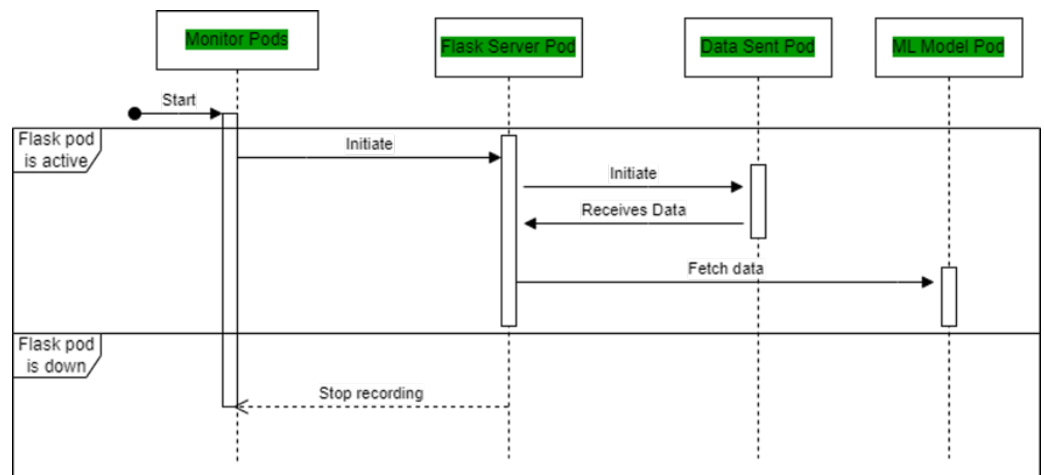 Monitor Pods
Flask Server Pod
Data Sent Pod
ML Model Pod
Start
Flask pod
is active
Initiate
Initiate
Receives Data
Fetch data
Flask pod
is down
Stop recording